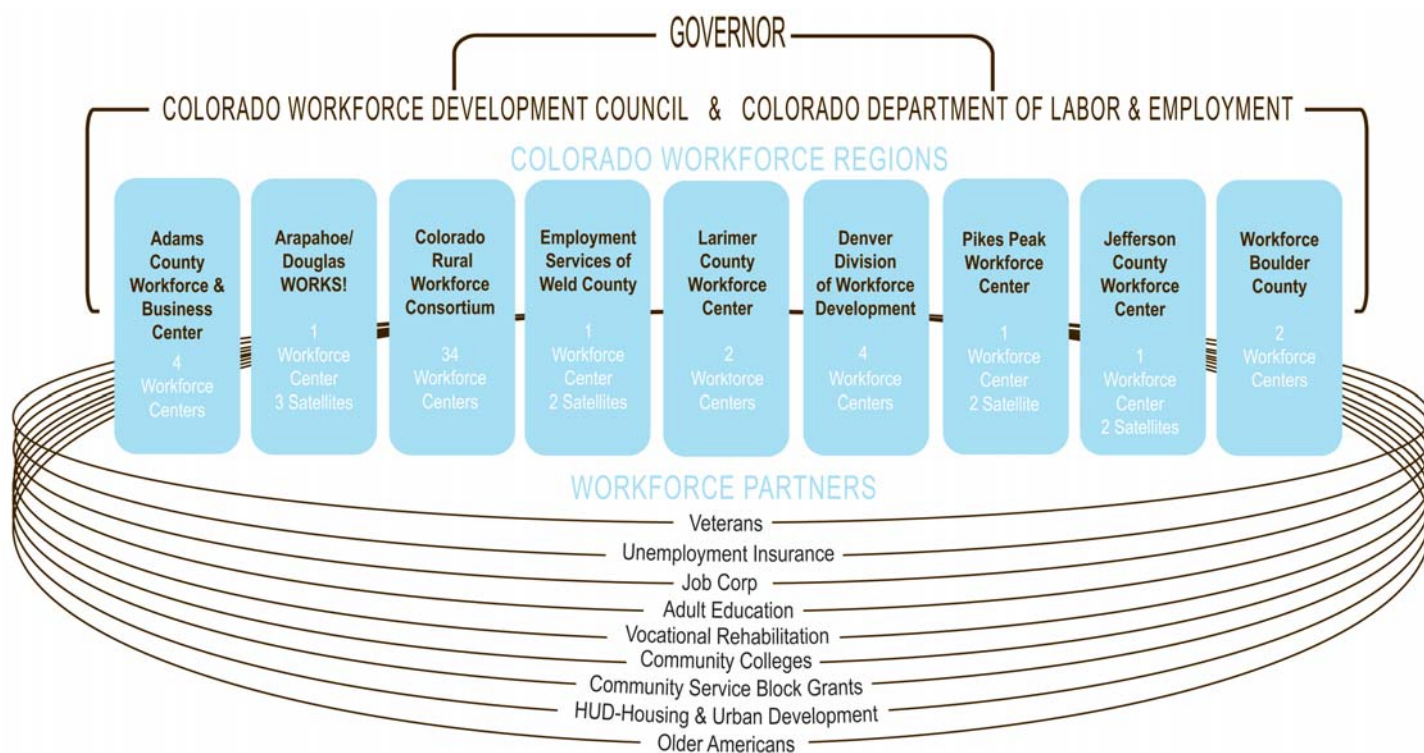 GOVERNOR
COLORADO WORKFORCE DEVELOPMENT COUNCIL & COLORADO DEPARTMENT OF LABOR & EMPLOYMENT
COLORADO WORKFORCE REGIONS
Adams
County
Workforce &
Business
Center
4
Workforce
Centers
Arapahoe/
Douglas
WORKS!
1
Workforce
Center
3 Satellites
Colorado
Rural
Workforce
Consortium
34
Workforce
Centers
Employment
Services of
Weld County
1
Workforce
Center
2 Satellites
Larimer
County
Workforce
Center
2
Workforce
Centers
Denver
Division
of Workforce
Development
4
Workforce
Centers
Pikes Peak
Workforce
Center
1
Workforce
Center
2 Satellite
Jefferson
County
Workforce
Center
1
Workforce
Center
2 Satellites
Workforce
Boulder
County
2
Workforce
Centers
WORKFORCE PARTNERS
Veterans
Unemployment Insurance
Job Corp
Adult Education
Vocational Rehabilitation
Community Colleges
Community Service Block Grants
HUD-Housing & Urban Development
Older Americans